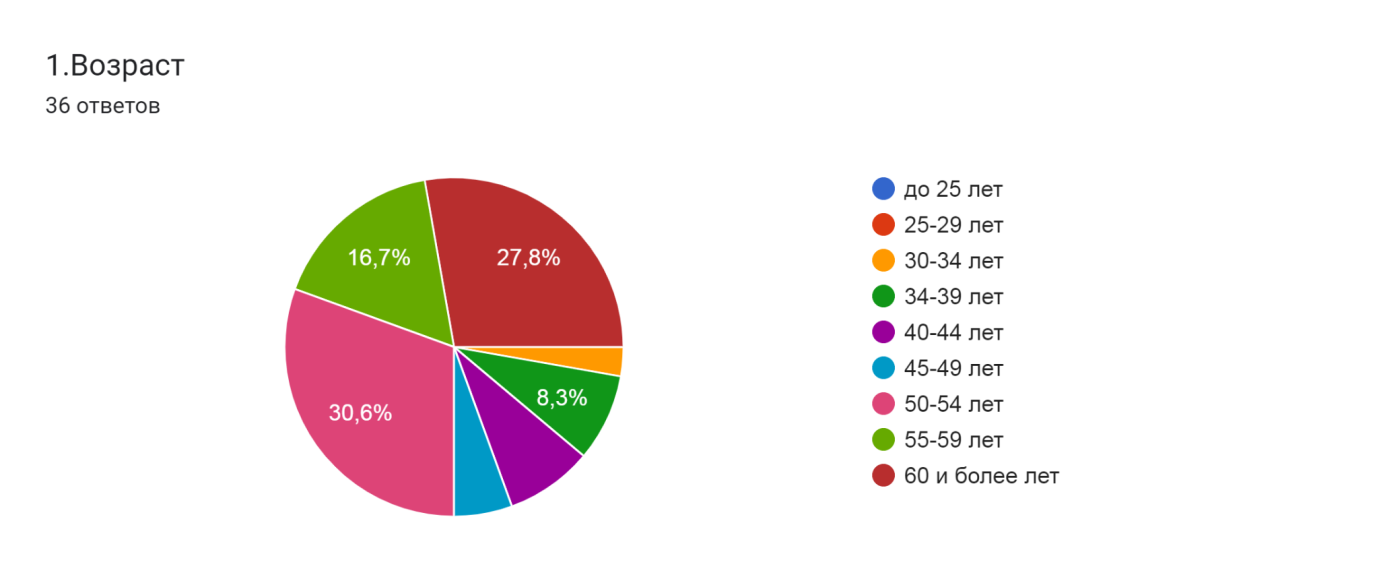 1.Возраст
36 ответов
16,7%
27,8%
8,3%
30,6%
до 25 лет
25-29 лет
30-34 лет
34-39 лет
40-44 лет
45-49 лет
50-54 лет
55-59 лет
60 и более лет